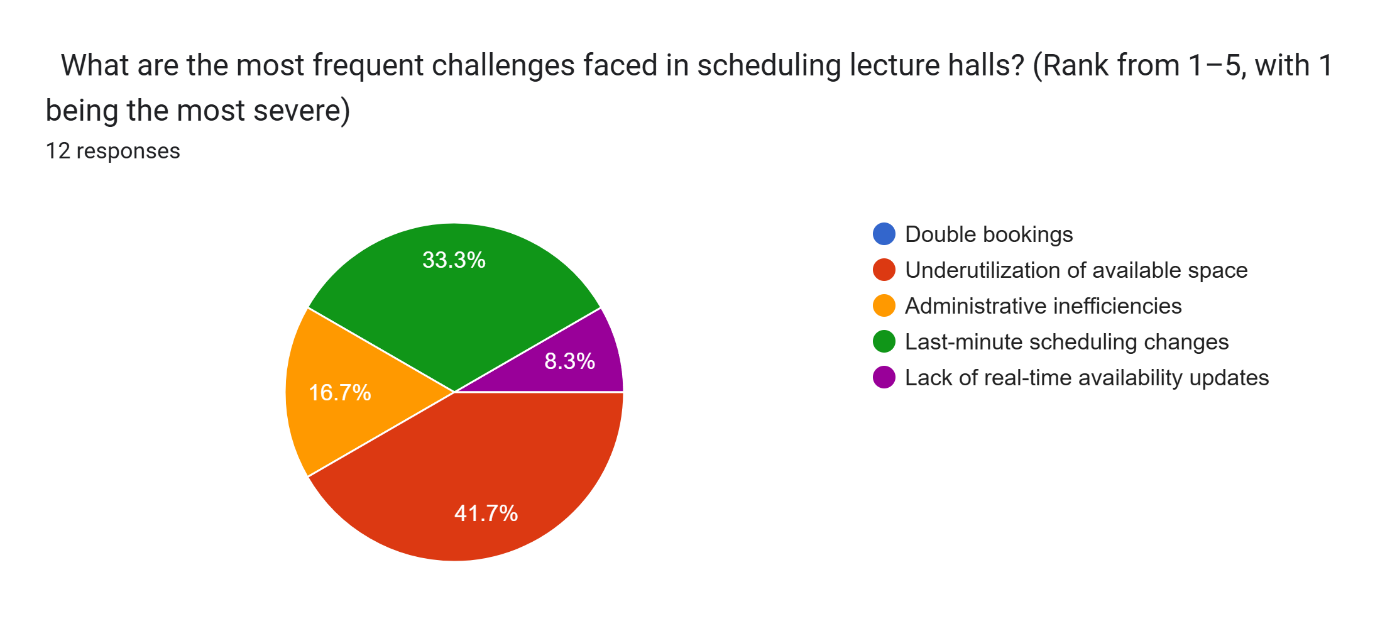 What are the most frequent challenges faced in scheduling lecture halls? (Rank from 1–5, with 1
being the most severe)
12 responses
33.3%
8.3%
16.7%
41.7%
Double bookings
Underutilization of available space
Administrative inefficiencies
Last-minute scheduling changes
Lack of real-time availability updates